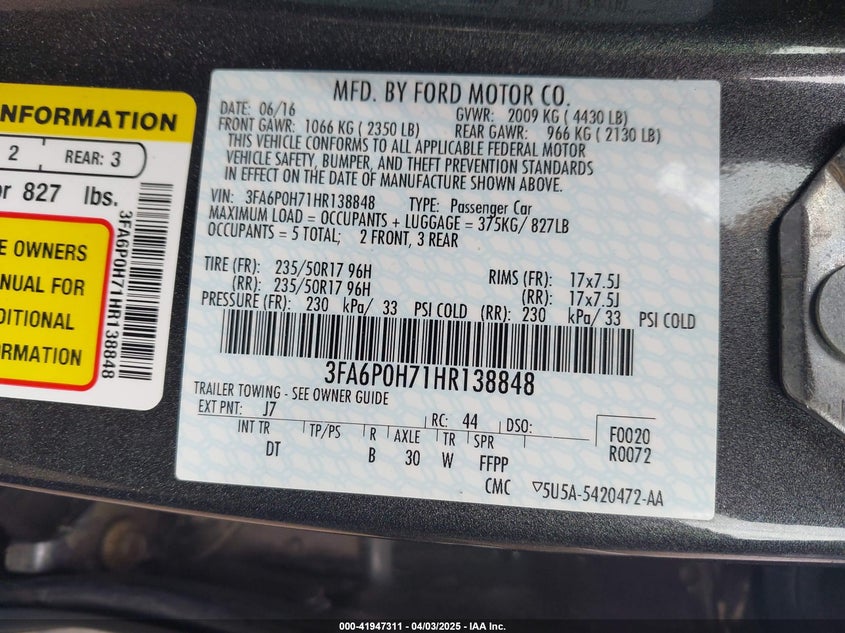 NFORMATION
2 REAR: 3
or 827 lbs.
E OWNERS
NUAL FOR
DITIONAL
ORMATION
3FA6P0H71HR138848
MFD. BY FORD MOTOR CO.
DATE: 06/16 GVWR: 2009 KG ( 4430 LB)
FRONT GAWR: 1066 KG ( 2350 LB) REAR GAWR: 966 KG ( 2130 LB)
THIS VEHICLE CONFORMS TO ALL APPLICABLE FEDERAL MOTOR
VEHICLE SAFETY, BUMPER, AND THEFT PREVENTION STANDARDS
IN EFFECT ON THE DATE OF MANUFACTURE SHOWN ABOVE.
VIN: 3FA6P0H71HR138848 TYPE: Passenger Car
MAXIMUM LOAD = OCCUPANTS + LUGGAGE = 375KG/ 827LB
OCCUPANTS = 5 TOTAL; 2 FRONT, 3 REAR
TIRE (FR): 235/50R17 96H RIMS (FR): 17x7.5J
(RR): 235/50R17 96H (RR): 17x7.5J
PRESSURE (FR): 230 kPa/ 33 PSI COLD (RR): 230 kPa/ 33 PSI COLD
3FA6P0H71HR138848
TRAILER TOWING - SEE OWNER GUIDE
EXT PNT: J7 RC: 44 DSO: F0020
INT TR TP/PS R AXLE TR SPR R0072
DT B 30 W FFPP
CMC ▽5U5A-5420472-AA
000-41947311 | 04/03/2025 - IAA Inc.